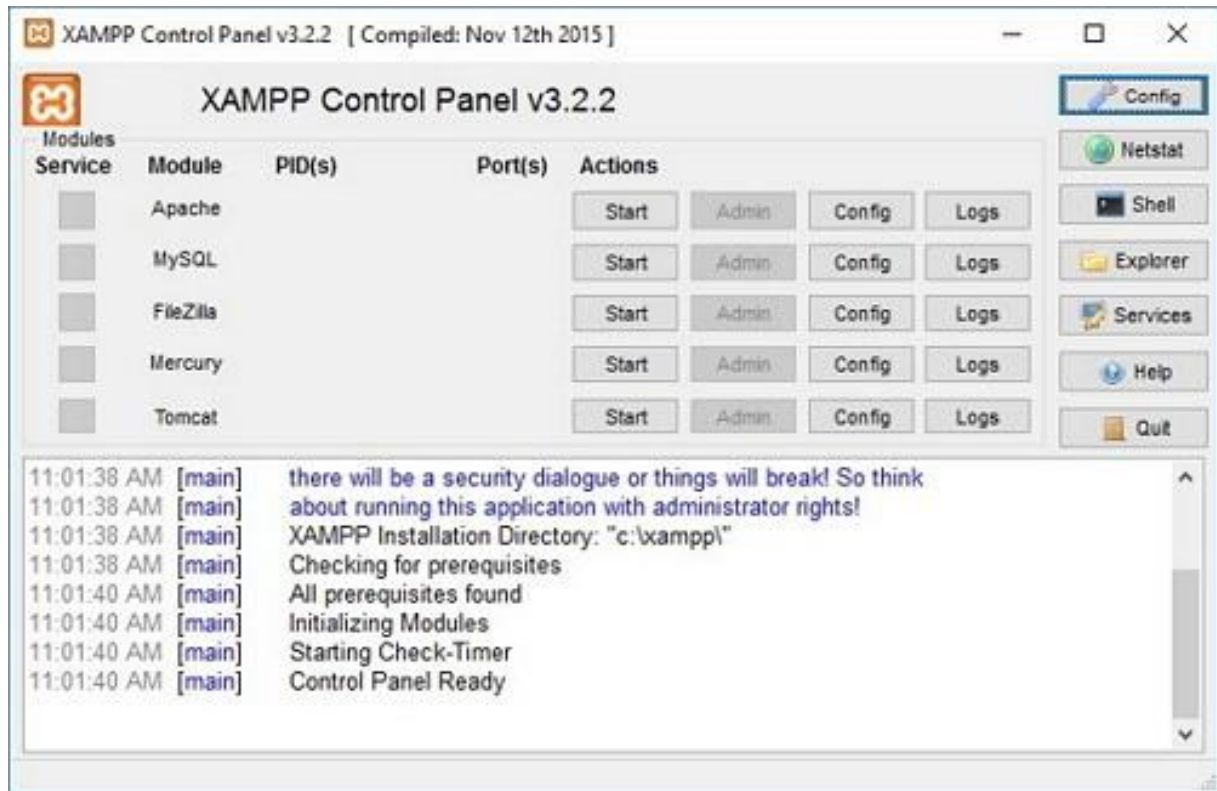 XAMPP Control Panel v3.2.2 [ Compiled: Nov 12th 2015 ]
XAMPP Control Panel v3.2.2
Config
Modules
Service Module PID(s) Port(s) Actions
Netstat
Apache Start Admin Config Logs
Shell
MySQL Start Admin Config Logs
Explorer
FileZilla Start Admin Config Logs
Services
Mercury Start Admin Config Logs
Help
Tomcat Start Admin Config Logs
Quit
11:01:38 AM [main] there will be a security dialogue or things will break! So think
11:01:38 AM [main] about running this application with administrator rights!
11:01:38 AM [main] XAMPP Installation Directory: "c:\xampp\"
11:01:38 AM [main] Checking for prerequisites
11:01:40 AM [main] All prerequisites found
11:01:40 AM [main] Initializing Modules
11:01:40 AM [main] Starting Check-Timer
11:01:40 AM [main] Control Panel Ready